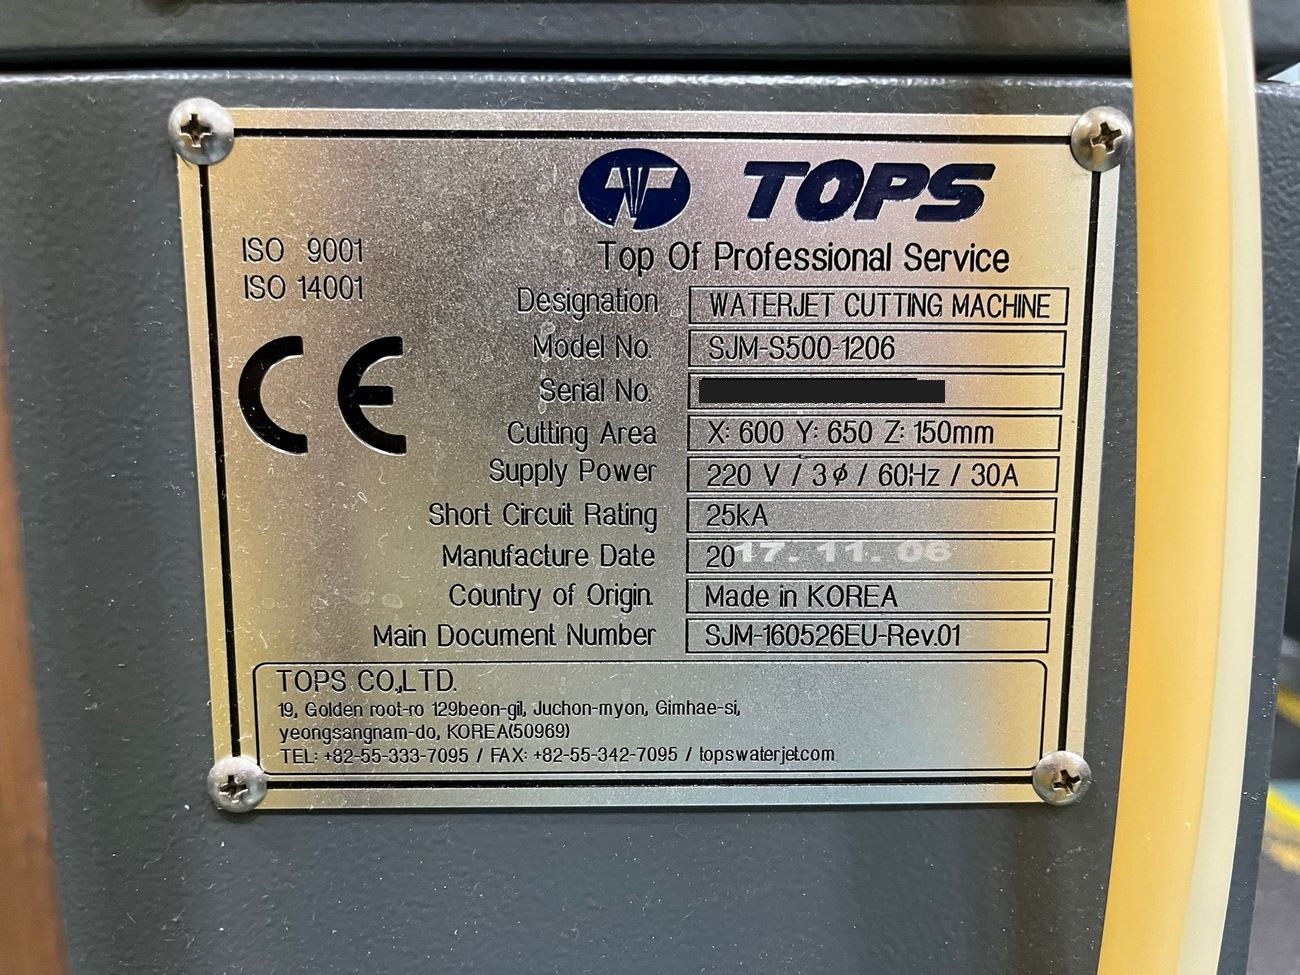 TOPS
Top Of Professional Service
ISO 9001
ISO 14001
CE
Designation WATERJET CUTTING MACHINE
Model No. SJM-S500-1206
Serial No.
Cutting Area X: 600 Y: 650 Z: 150mm
Supply Power 220 V / 3ϕ / 60Hz / 30A
Short Circuit Rating 25kA
Manufacture Date 2017. 11. 06
Country of Origin. Made in KOREA
Main Document Number SJM-160526EU-Rev.01
TOPS CO.,LTD.
19, Golden root-ro 129beon-gil, Juchon-myon, Gimhae-si,
yeongsangnam-do, KOREA(50969)
TEL: +82-55-333-7095 / FAX: +82-55-342-7095 / topswaterjet.com